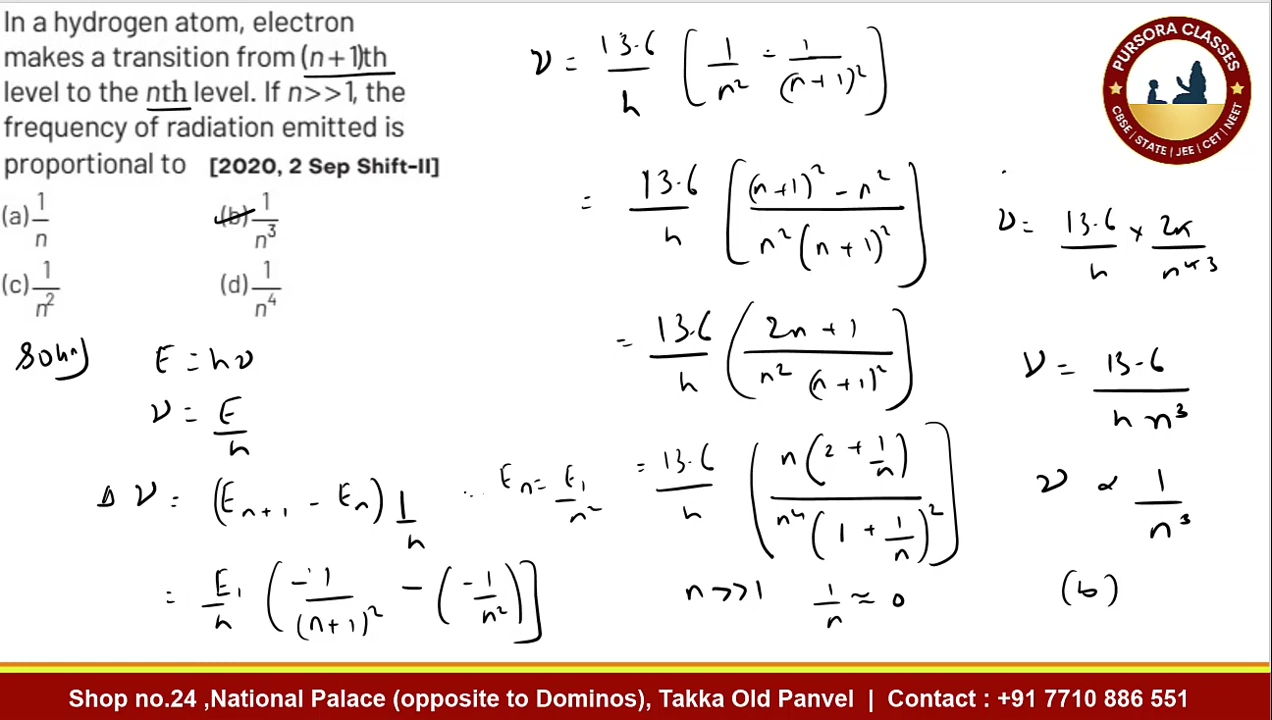 In a hydrogen atom, electron
makes a transition from (n+1)th
level to the nth level. If n>>1, the
frequency of radiation emitted is
proportional to [2020, 2 Sep Shift-II]
(a) 1/n (b) 1/n³
(c) 1/n² (d) 1/n⁴
Soln
E = hν
ν = E/h
Δν = (Eₙ₊₁ - Eₙ) 1/h ∵ Eₙ = E₁/n²
= E₁/h (-1/(n+1)² - (-1/n²)]
ν = 13.6/h [1/n² - 1/(n+1)²]
= 13.6/h [((n+1)² - n²)/(n²(n+1)²)]
= 13.6/h (2n+1/(n²(n+1)²)]
= 13.6/h (n(2+1/n)/(n⁴(1+1/n)²)]
n>>1 1/n ≈ 0
ν = 13.6/h × 2n/n⁴ 3
ν = 13.6/(h n³)
ν ∝ 1/n³
(b)
PURSORA CLASSES
CBSE | STATE | JEE | CET | NEET
Shop no.24 ,National Palace (opposite to Dominos), Takka Old Panvel | Contact : +91 7710 886 551